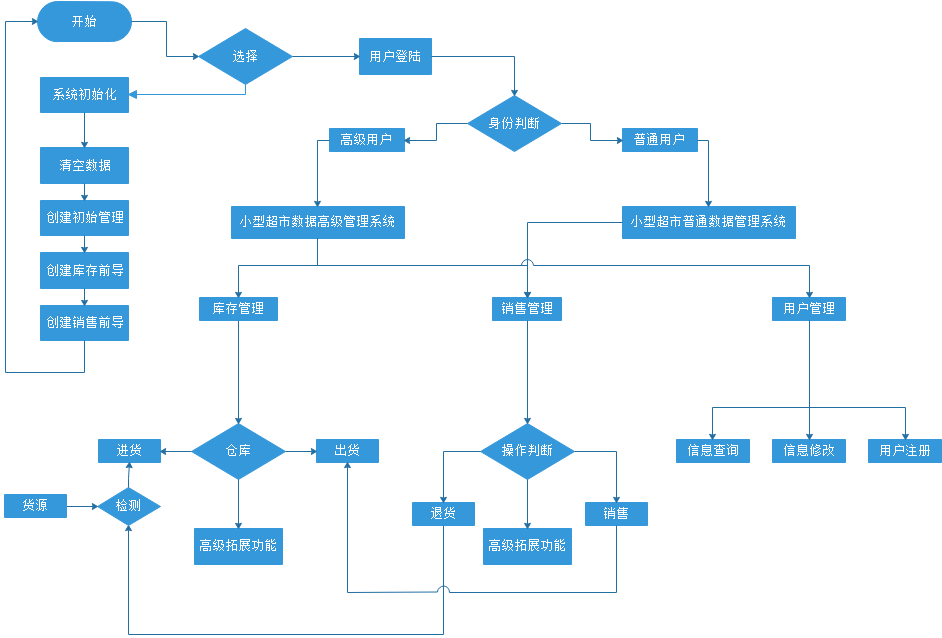 开始
选择
用户登陆
系统初始化
身份判断
高级用户
普通用户
清空数据
创建初始管理
小型超市数据高级管理系统
小型超市普通数据管理系统
创建库存前导
库存管理
销售管理
用户管理
创建销售前导
进货
仓库
出货
操作判断
信息查询
信息修改
用户注册
货源
检测
退货
销售
高级拓展功能
高级拓展功能